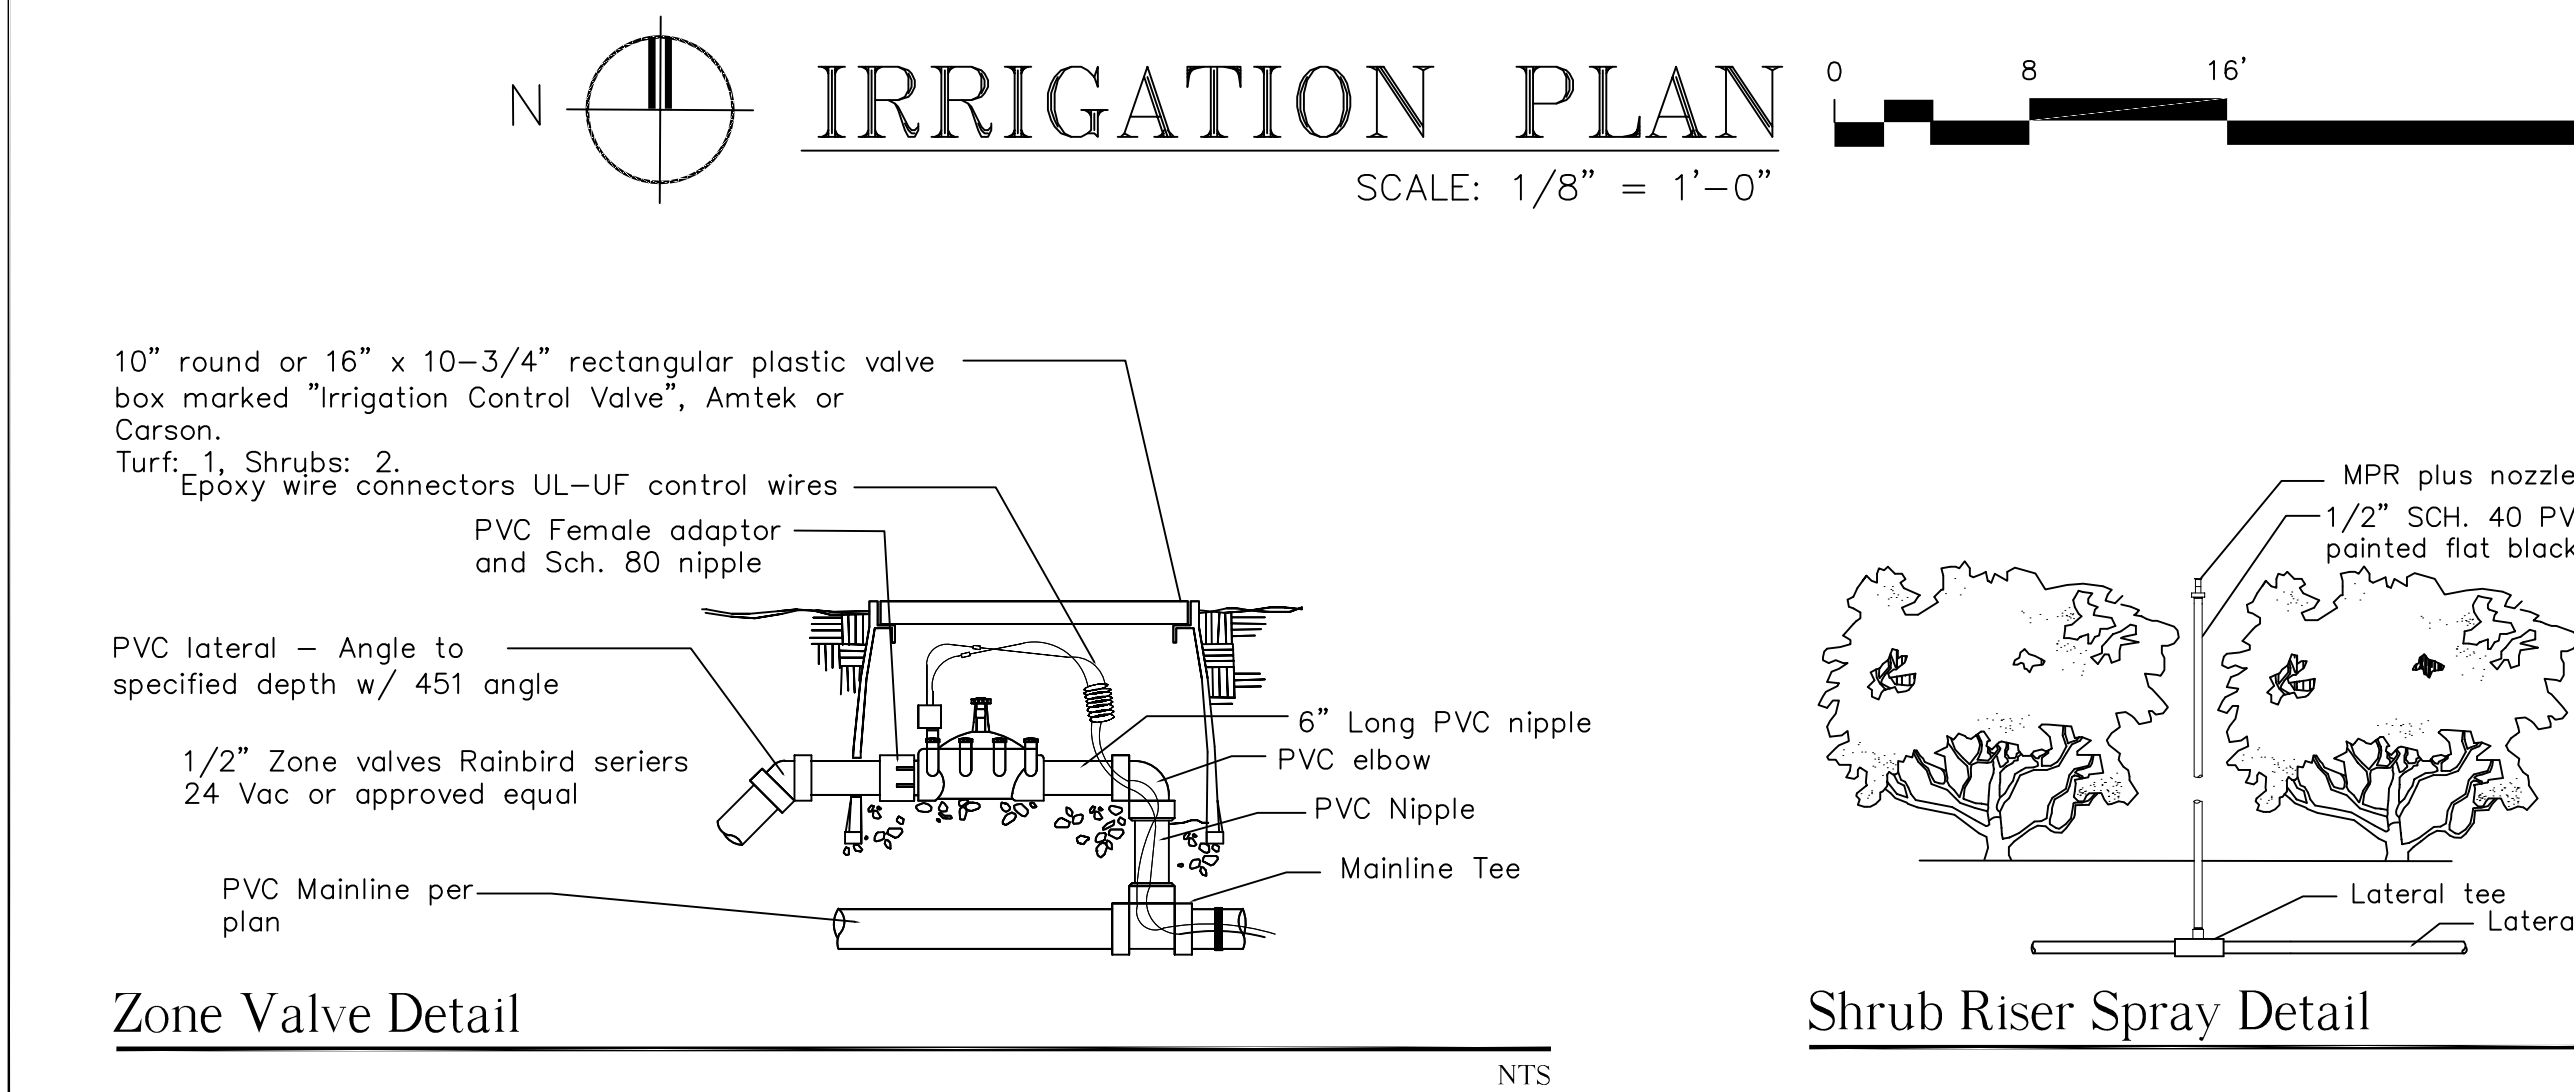 N
IRRIGATION PLAN
0 8 16'
SCALE: 1/8" = 1'-0"
10" round or 16" x 10-3/4" rectangular plastic valve
box marked "Irrigation Control Valve", Amtek or
Carson.
Turf: 1, Shrubs: 2.
Epoxy wire connectors UL-UF control wires
PVC Female adaptor
and Sch. 80 nipple
PVC lateral - Angle to
specified depth w/ 451 angle
1/2" Zone valves Rainbird seriers
24 Vac or approved equal
PVC Mainline per
plan
6" Long PVC nipple
PVC elbow
PVC Nipple
Mainline Tee
Zone Valve Detail
NTS
MPR plus nozzle
1/2" SCH. 40 PV
painted flat black
Lateral tee
Latera
Shrub Riser Spray Detail